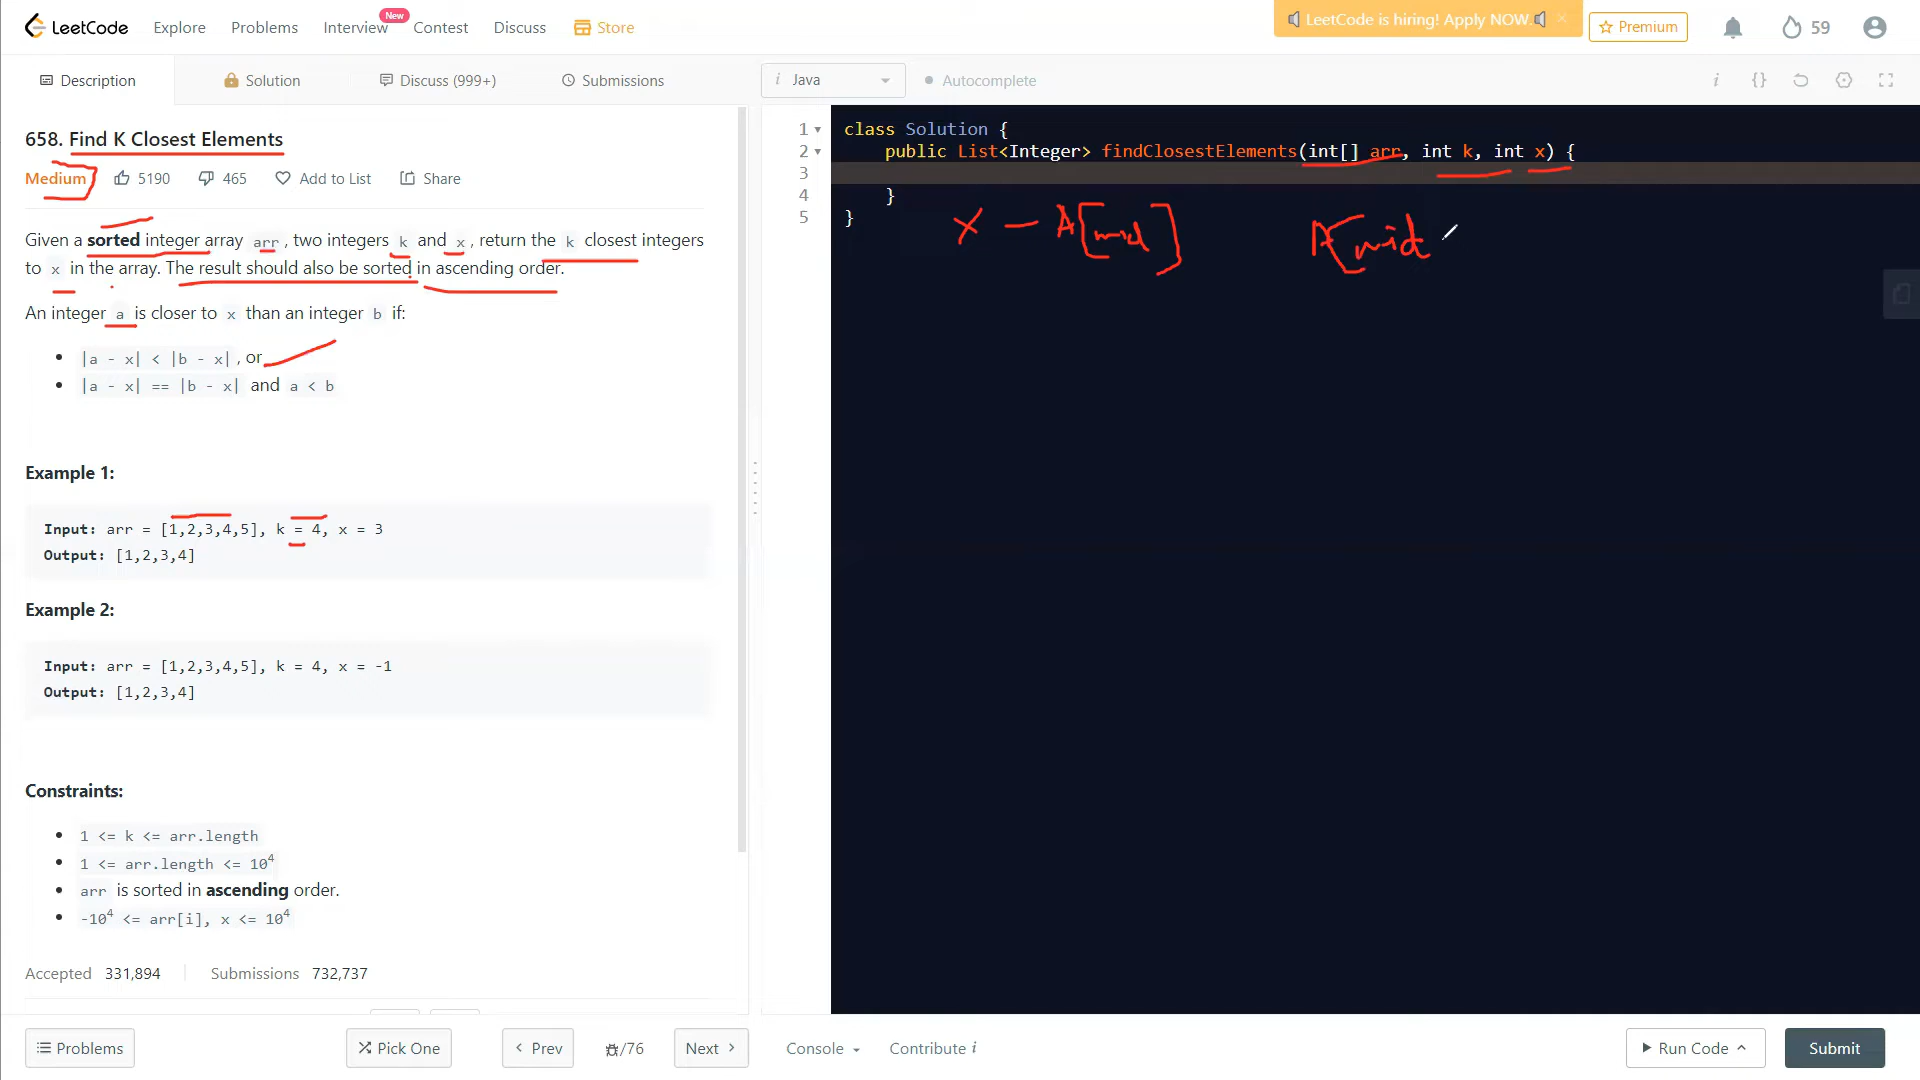 LeetCode
Explore
Problems
Interview
New
Contest
Discuss
Store
LeetCode is hiring! Apply NOW.
×
Premium
59
Description
Solution
Discuss (999+)
Submissions
i Java
Autocomplete
i
{}
658. Find K Closest Elements
Medium
5190
465
Add to List
Share
Given a sorted integer array arr, two integers k and x, return the k closest integers
to x in the array. The result should also be sorted in ascending order.
An integer a is closer to x than an integer b if:
|a - x| < |b - x|, or
|a - x| == |b - x| and a < b
Example 1:
Input: arr = [1,2,3,4,5], k = 4, x = 3
Output: [1,2,3,4]
Example 2:
Input: arr = [1,2,3,4,5], k = 4, x = -1
Output: [1,2,3,4]
Constraints:
1 <= k <= arr.length
1 <= arr.length <= 10⁴
arr is sorted in ascending order.
-10⁴ <= arr[i], x <= 10⁴
Accepted 331,894
Submissions 732,737
1 class Solution {
2 public List<Integer> findClosestElements(int[] arr, int k, int x) {
3
4 }
5 }
x - A[mid]
A[mid
Problems
Pick One
Prev
/76
Next
Console
Contribute i
Run Code
Submit